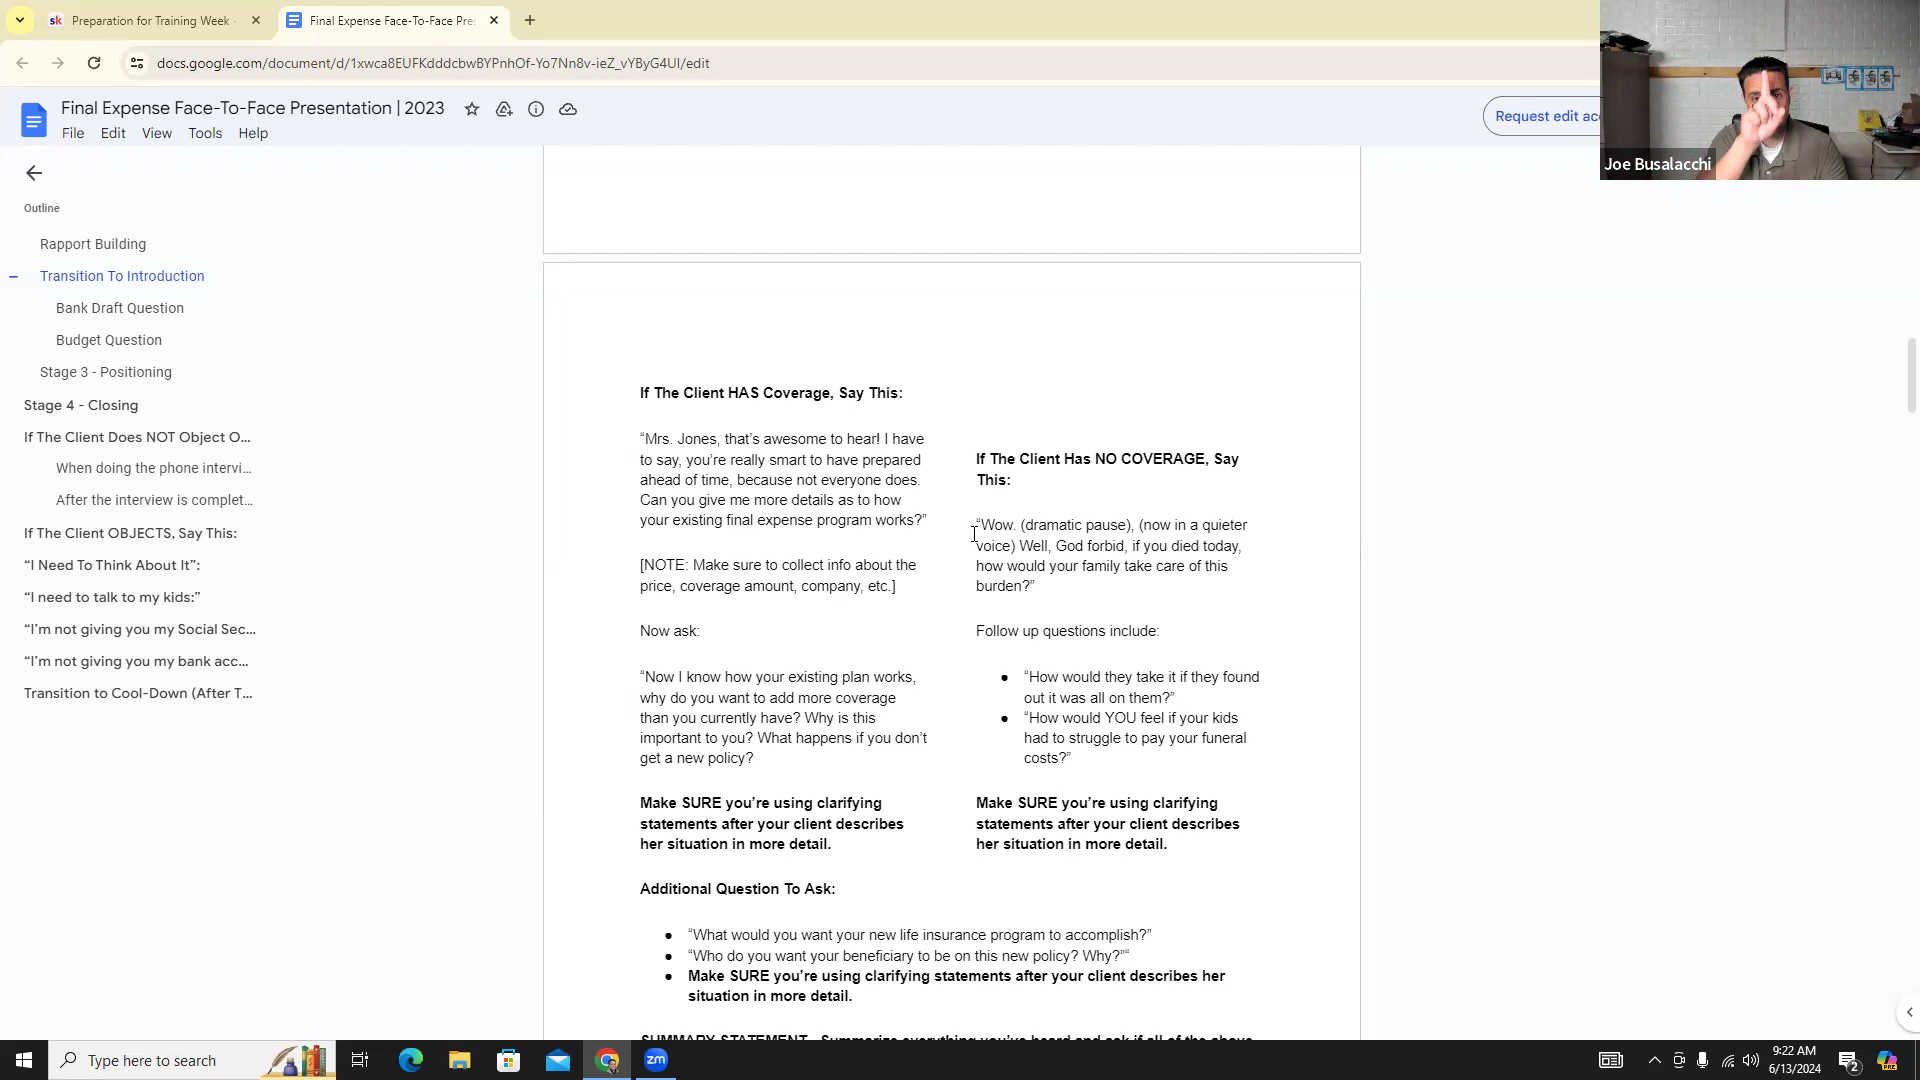 sk Preparation for Training Week
Final Expense Face-To-Face Pre
docs.google.com/document/d/1xwca8EUFKdddcbwBYPnhOf-Yo7Nn8v-ieZ_vYByG4UI/edit
Final Expense Face-To-Face Presentation | 2023
File Edit View Tools Help
Request edit acc
Joe Busalacchi
Outline
Rapport Building
Transition To Introduction
Bank Draft Question
Budget Question
Stage 3 - Positioning
Stage 4 - Closing
If The Client Does NOT Object O...
When doing the phone intervi...
After the interview is complet...
If The Client OBJECTS, Say This:
“I Need To Think About It”:
“I need to talk to my kids:”
“I’m not giving you my Social Sec...
“I’m not giving you my bank acc...
Transition to Cool-Down (After T...
If The Client HAS Coverage, Say This:
“Mrs. Jones, that’s awesome to hear! I have
to say, you’re really smart to have prepared
ahead of time, because not everyone does.
Can you give me more details as to how
your existing final expense program works?”
[NOTE: Make sure to collect info about the
price, coverage amount, company, etc.]
Now ask:
“Now I know how your existing plan works,
why do you want to add more coverage
than you currently have? Why is this
important to you? What happens if you don’t
get a new policy?
Make SURE you’re using clarifying
statements after your client describes
her situation in more detail.
If The Client Has NO COVERAGE, Say
This:
“Wow. (dramatic pause), (now in a quieter
voice) Well, God forbid, if you died today,
how would your family take care of this
burden?”
Follow up questions include:
● “How would they take it if they found
out it was all on them?”
● “How would YOU feel if your kids
had to struggle to pay your funeral
costs?”
Make SURE you’re using clarifying
statements after your client describes
her situation in more detail.
Additional Question To Ask:
● “What would you want your new life insurance program to accomplish?”
● “Who do you want your beneficiary to be on this new policy? Why?”“
● Make SURE you’re using clarifying statements after your client describes her
situation in more detail.
SUMMARY STATEMENT - Summarize everything you’ve heard and ask if all of the above
Type here to search
zm
9:22 AM
6/13/2024
2
PRE